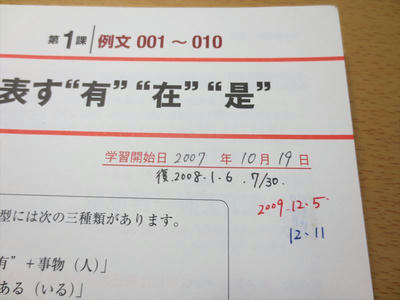 第1課 例文 001～010
表す“有”“在”“是”
学習開始日 2007 年 10 月 19 日
復.2008.1.6 .7/30.
2009.12.5.
12.11
型には次の三種類があります。
有”＋事物（人）」
ある（いる）」